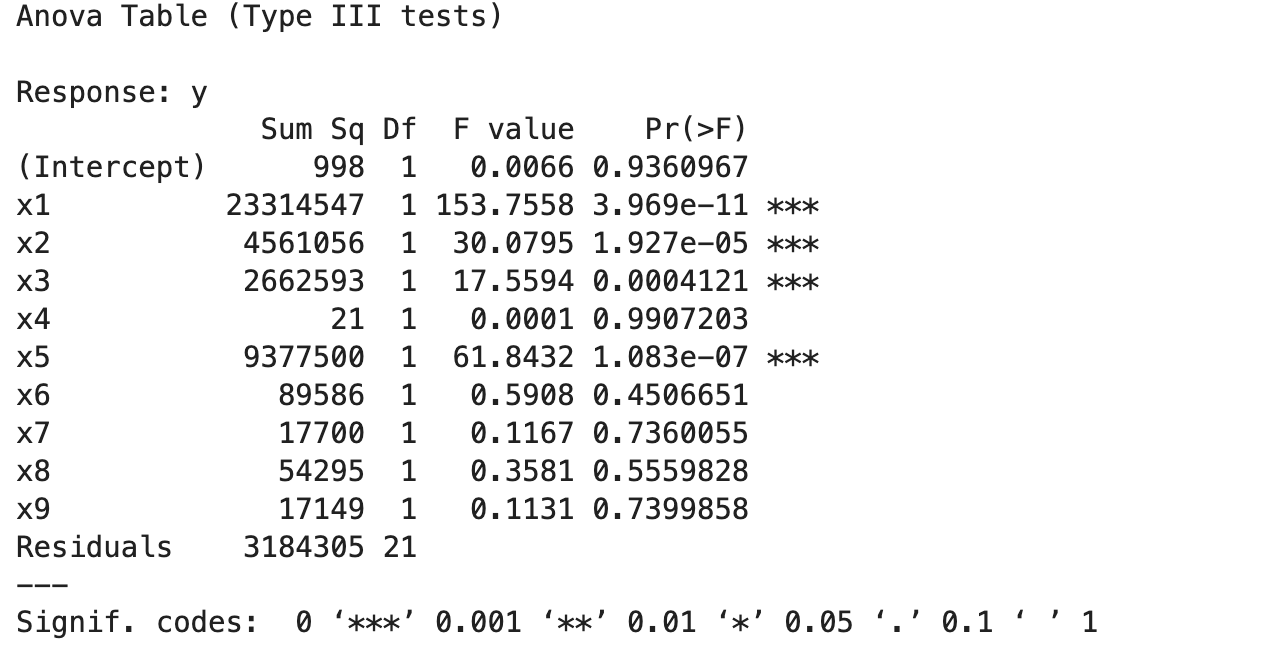 Anova Table (Type III tests)
Response: y
Sum Sq Df F value Pr(>F)
(Intercept) 998 1 0.0066 0.9360967
x1 23314547 1 153.7558 3.969e−11 ***
x2 4561056 1 30.0795 1.927e−05 ***
x3 2662593 1 17.5594 0.0004121 ***
x4 21 1 0.0001 0.9907203
x5 9377500 1 61.8432 1.083e−07 ***
x6 89586 1 0.5908 0.4506651
x7 17700 1 0.1167 0.7360055
x8 54295 1 0.3581 0.5559828
x9 17149 1 0.1131 0.7399858
Residuals 3184305 21
−−−
Signif. codes: 0 ‘***’ 0.001 ‘**’ 0.01 ‘*’ 0.05 ‘.’ 0.1 ‘ ’ 1